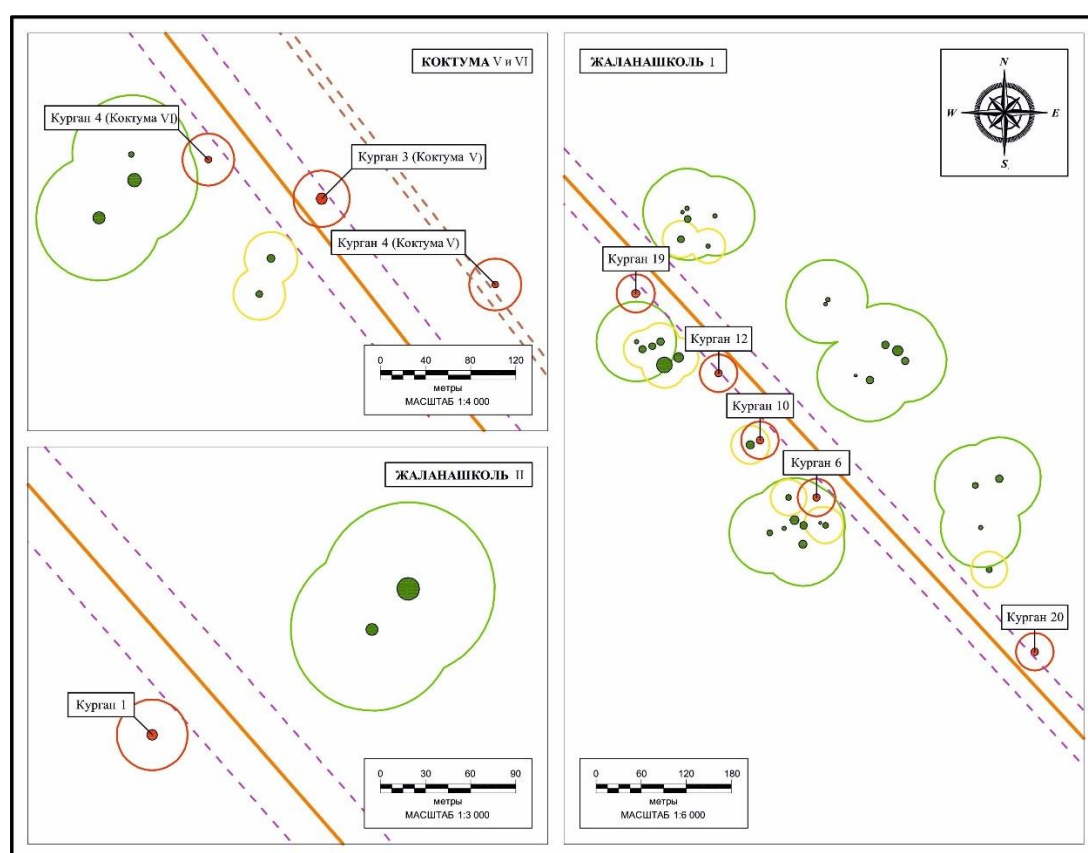 КОКТУМА V и VI
Курган 4 (Коктума VI)
Курган 3 (Коктума V)
Курган 4 (Коктума V)
0 40 80 120
метры
МАСШТАБ 1:4 000
ЖАЛАНАШКОЛЬ II
Курган 1
0 30 60 90
метры
МАСШТАБ 1:3 000
ЖАЛАНАШКОЛЬ 1
N
W E
S
Курган 19
Курган 12
Курган 10
Курган 6
Курган 20
0 60 120 180
метры
МАСШТАБ 1:6 000